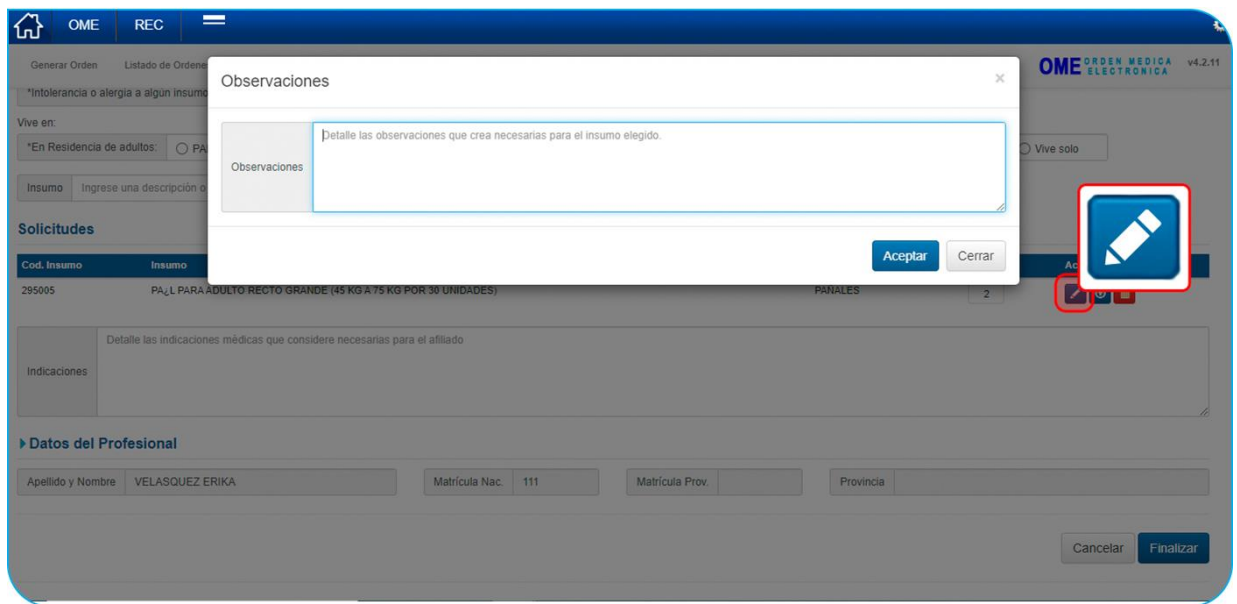 OME REC
Generar Orden Listado de Ordene
OME ORDEN MEDICA ELECTRONICA v4.2.11
Observaciones ×
*Intolerancia o alergia a algún insumo
Detalle las observaciones que crea necesarias para el insumo elegido.
Observaciones
Vive en:
*En Residencia de adultos: PA Vive solo
Insumo Ingrese una descripción o
Solicitudes
Aceptar Cerrar
Cod. Insumo Insumo Ac
295005 PA¿L PARA ADULTO RECTO GRANDE (45 KG A 75 KG POR 30 UNIDADES) PAÑALES 2
Detalle las indicaciones médicas que considere necesarias para el afiliado
Indicaciones
Datos del Profesional
Apellido y Nombre VELASQUEZ ERIKA Matrícula Nac. 111 Matrícula Prov. Provincia
Cancelar Finalizar